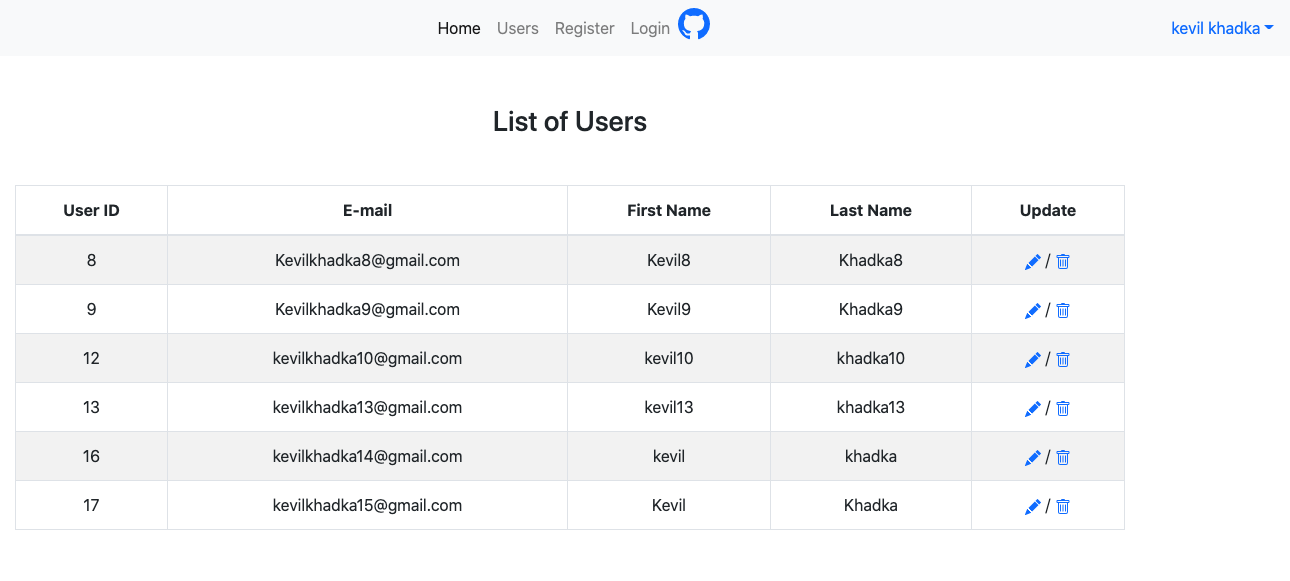 Home Users Register Login kevil khadka
List of Users
User ID E-mail First Name Last Name Update
8 Kevilkhadka8@gmail.com Kevil8 Khadka8 /
9 Kevilkhadka9@gmail.com Kevil9 Khadka9 /
12 kevilkhadka10@gmail.com kevil10 khadka10 /
13 kevilkhadka13@gmail.com kevil13 khadka13 /
16 kevilkhadka14@gmail.com kevil khadka /
17 kevilkhadka15@gmail.com Kevil Khadka /